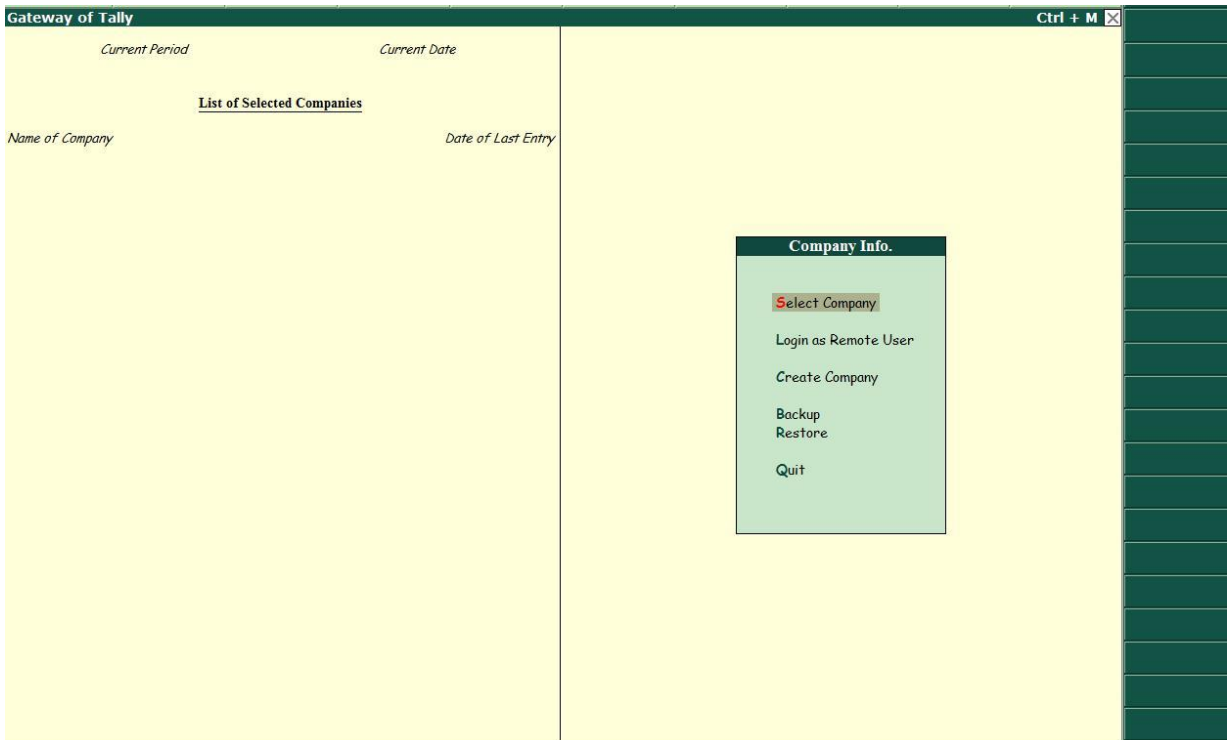 Gateway of Tally Ctrl + M
Current Period Current Date
List of Selected Companies
Name of Company Date of Last Entry
Company Info.
Select Company
Login as Remote User
Create Company
Backup
Restore
Quit